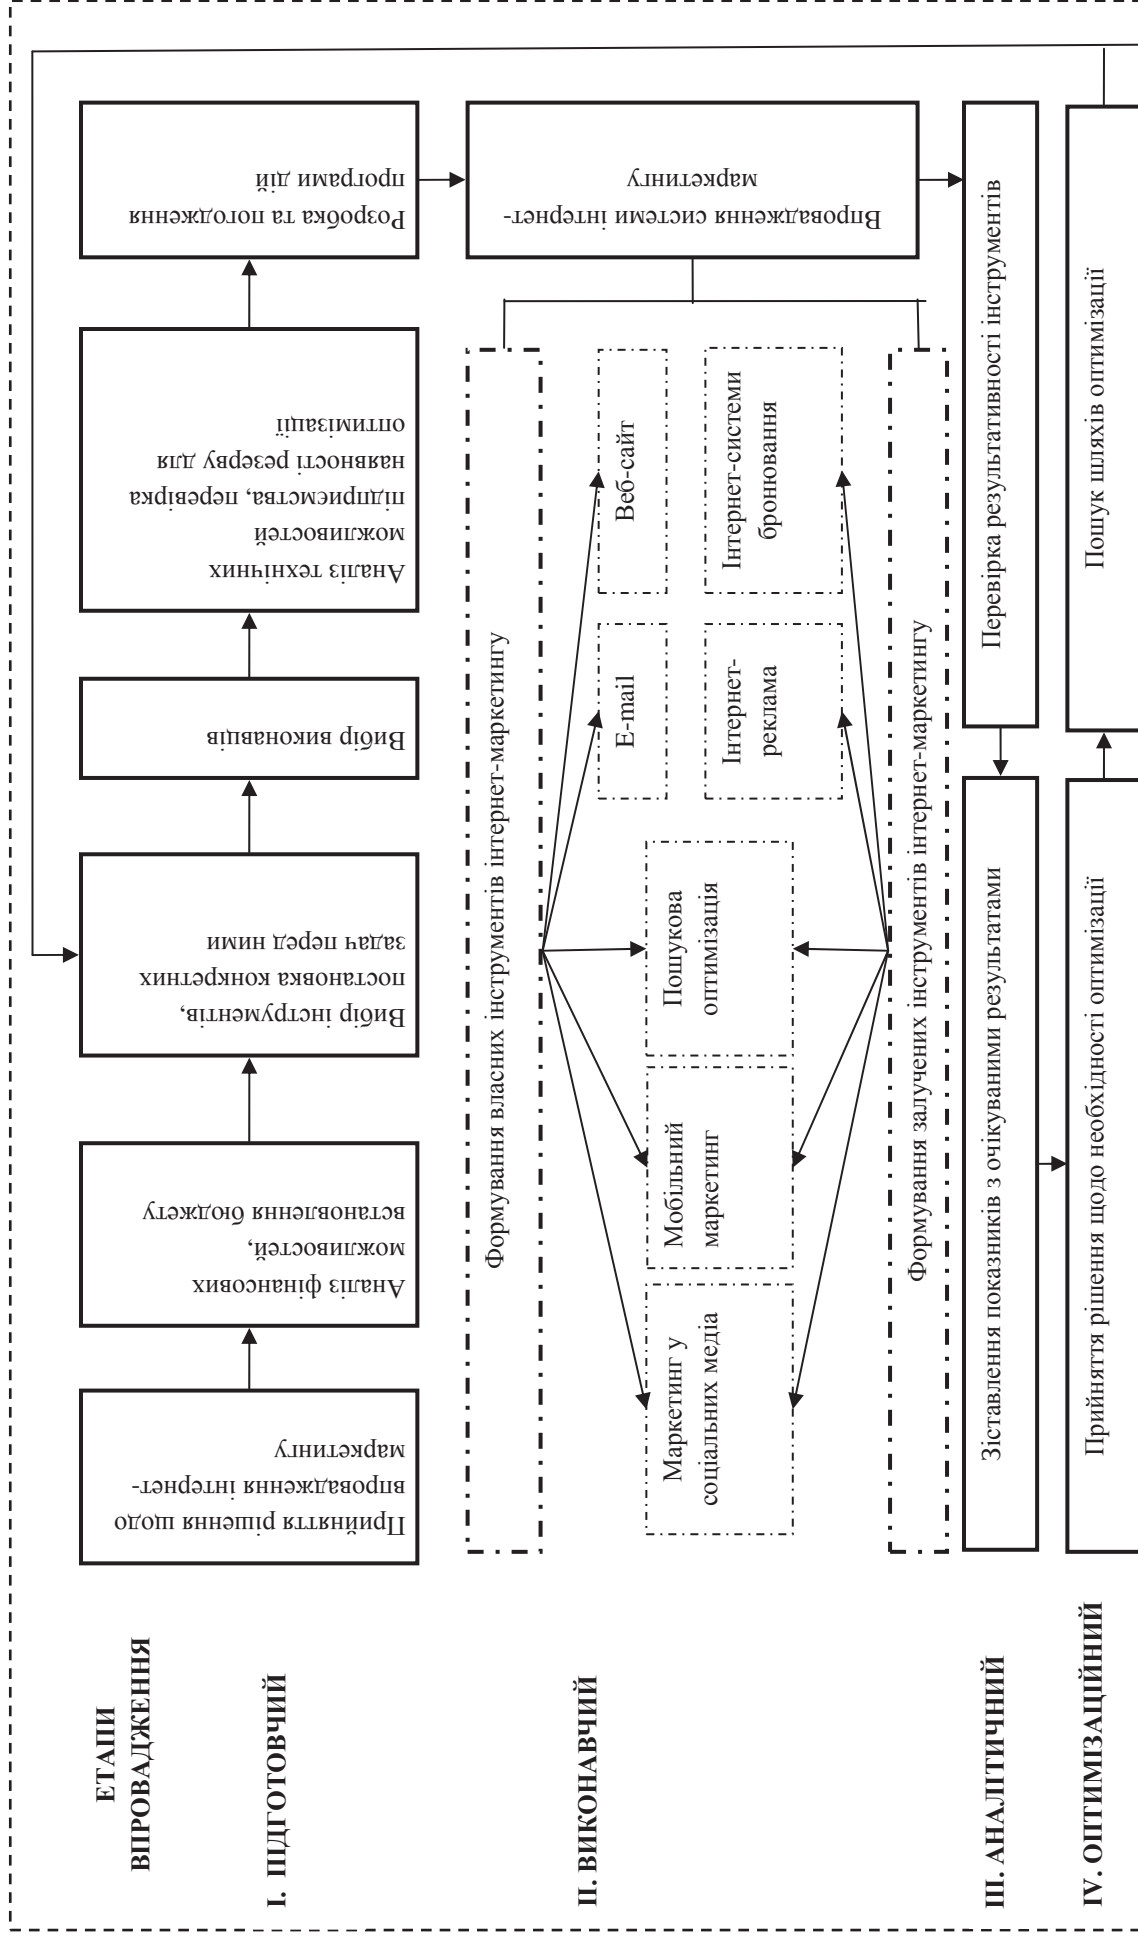 ЕТАПИ
ВПРОВАДЖЕННЯ
I. ПІДГОТОВЧИЙ
Прийняття рішення щодо
впровадження інтернет-
маркетингу
Аналіз фінансових
можливостей,
встановлення бюджету
Вибір інструментів,
постановка конкретних
задач перед ними
Вибір виконавців
Аналіз технічних
можливостей
підприємства, перевірка
наявності резерву для
оптимізації
Розробка та погодження
програми дій
II. ВИКОНАВЧИЙ
Впровадження системи інтернет-
маркетингу
Формування власних інструментів інтернет-маркетингу
Маркетинг у
соціальних медіа
Мобільний
маркетинг
Пошукова
оптимізація
E-mail
Веб-сайт
Інтернет-
реклама
Інтернет-системи
бронювання
Формування залучених інструментів інтернет-маркетингу
III. АНАЛІТИЧНИЙ
Зіставлення показників з очікуваними результатами
Перевірка результативності інструментів
IV. ОПТИМІЗАЦІЙНИЙ
Прийняття рішення щодо необхідності оптимізації
Пошук шляхів оптимізації